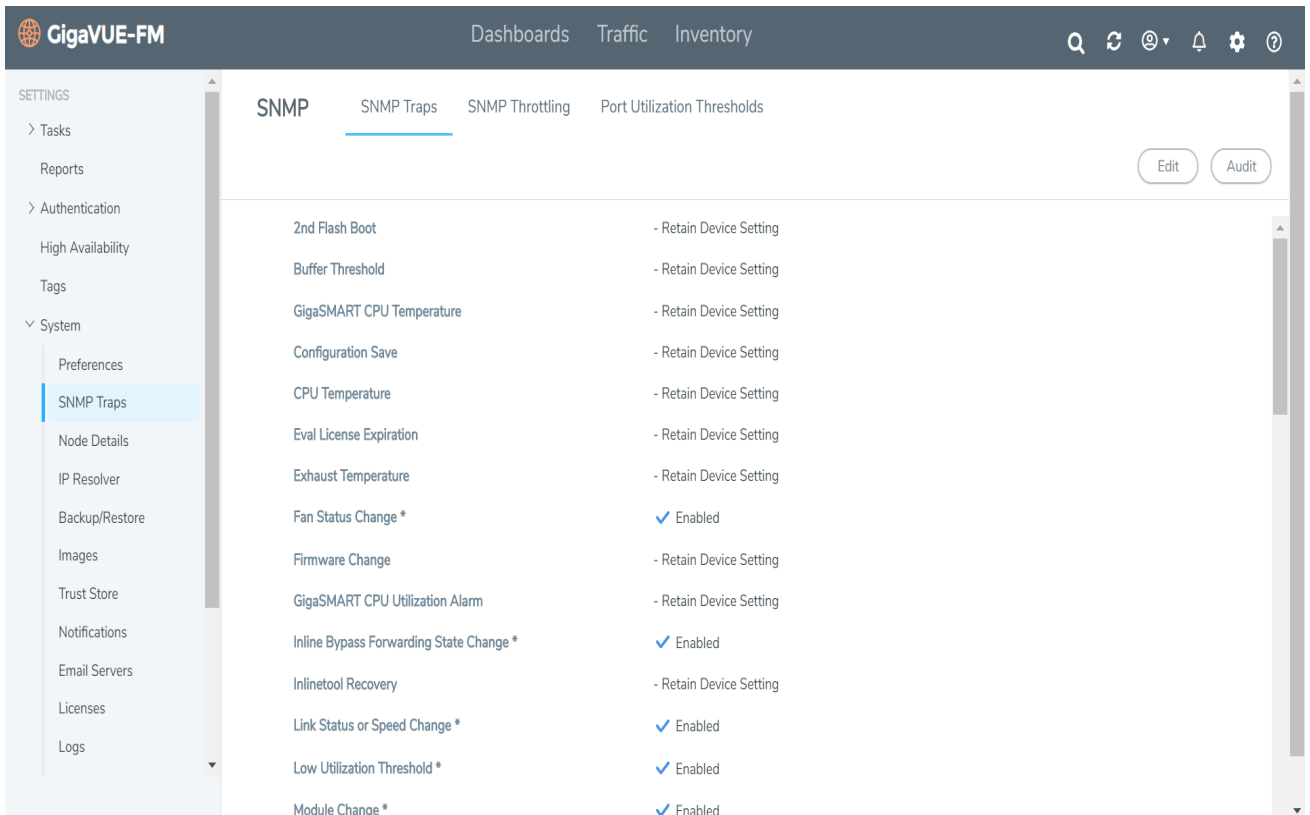 GigaVUE-FM
Dashboards Traffic Inventory
SETTINGS
Tasks
Reports
Authentication
High Availability
Tags
System
Preferences
SNMP Traps
Node Details
IP Resolver
Backup/Restore
Images
Trust Store
Notifications
Email Servers
Licenses
Logs
SNMP SNMP Traps SNMP Throttling Port Utilization Thresholds
Edit Audit
2nd Flash Boot - Retain Device Setting
Buffer Threshold - Retain Device Setting
GigaSMART CPU Temperature - Retain Device Setting
Configuration Save - Retain Device Setting
CPU Temperature - Retain Device Setting
Eval License Expiration - Retain Device Setting
Exhaust Temperature - Retain Device Setting
Fan Status Change * ✓ Enabled
Firmware Change - Retain Device Setting
GigaSMART CPU Utilization Alarm - Retain Device Setting
Inline Bypass Forwarding State Change * ✓ Enabled
Inlinetool Recovery - Retain Device Setting
Link Status or Speed Change * ✓ Enabled
Low Utilization Threshold * ✓ Enabled
Module Change * ✓ Enabled